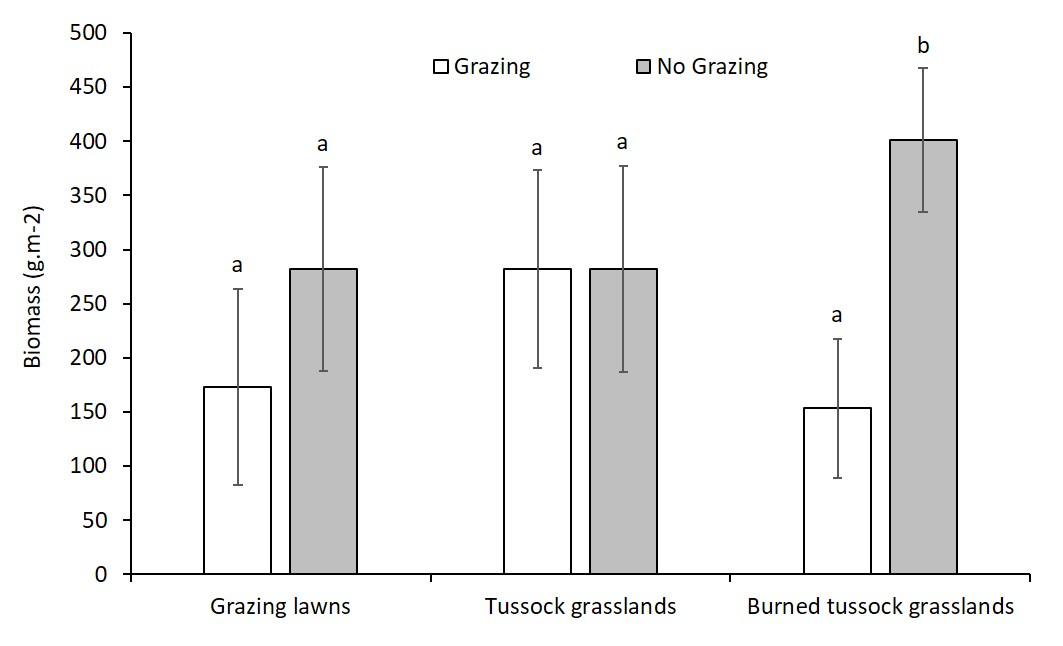 500
450
400
350
300
250
200
150
100
50
0
Biomass (g.m-2)
Grazing
No Grazing
a
a
a
a
a
b
Grazing lawns
Tussock grasslands
Burned tussock grasslands